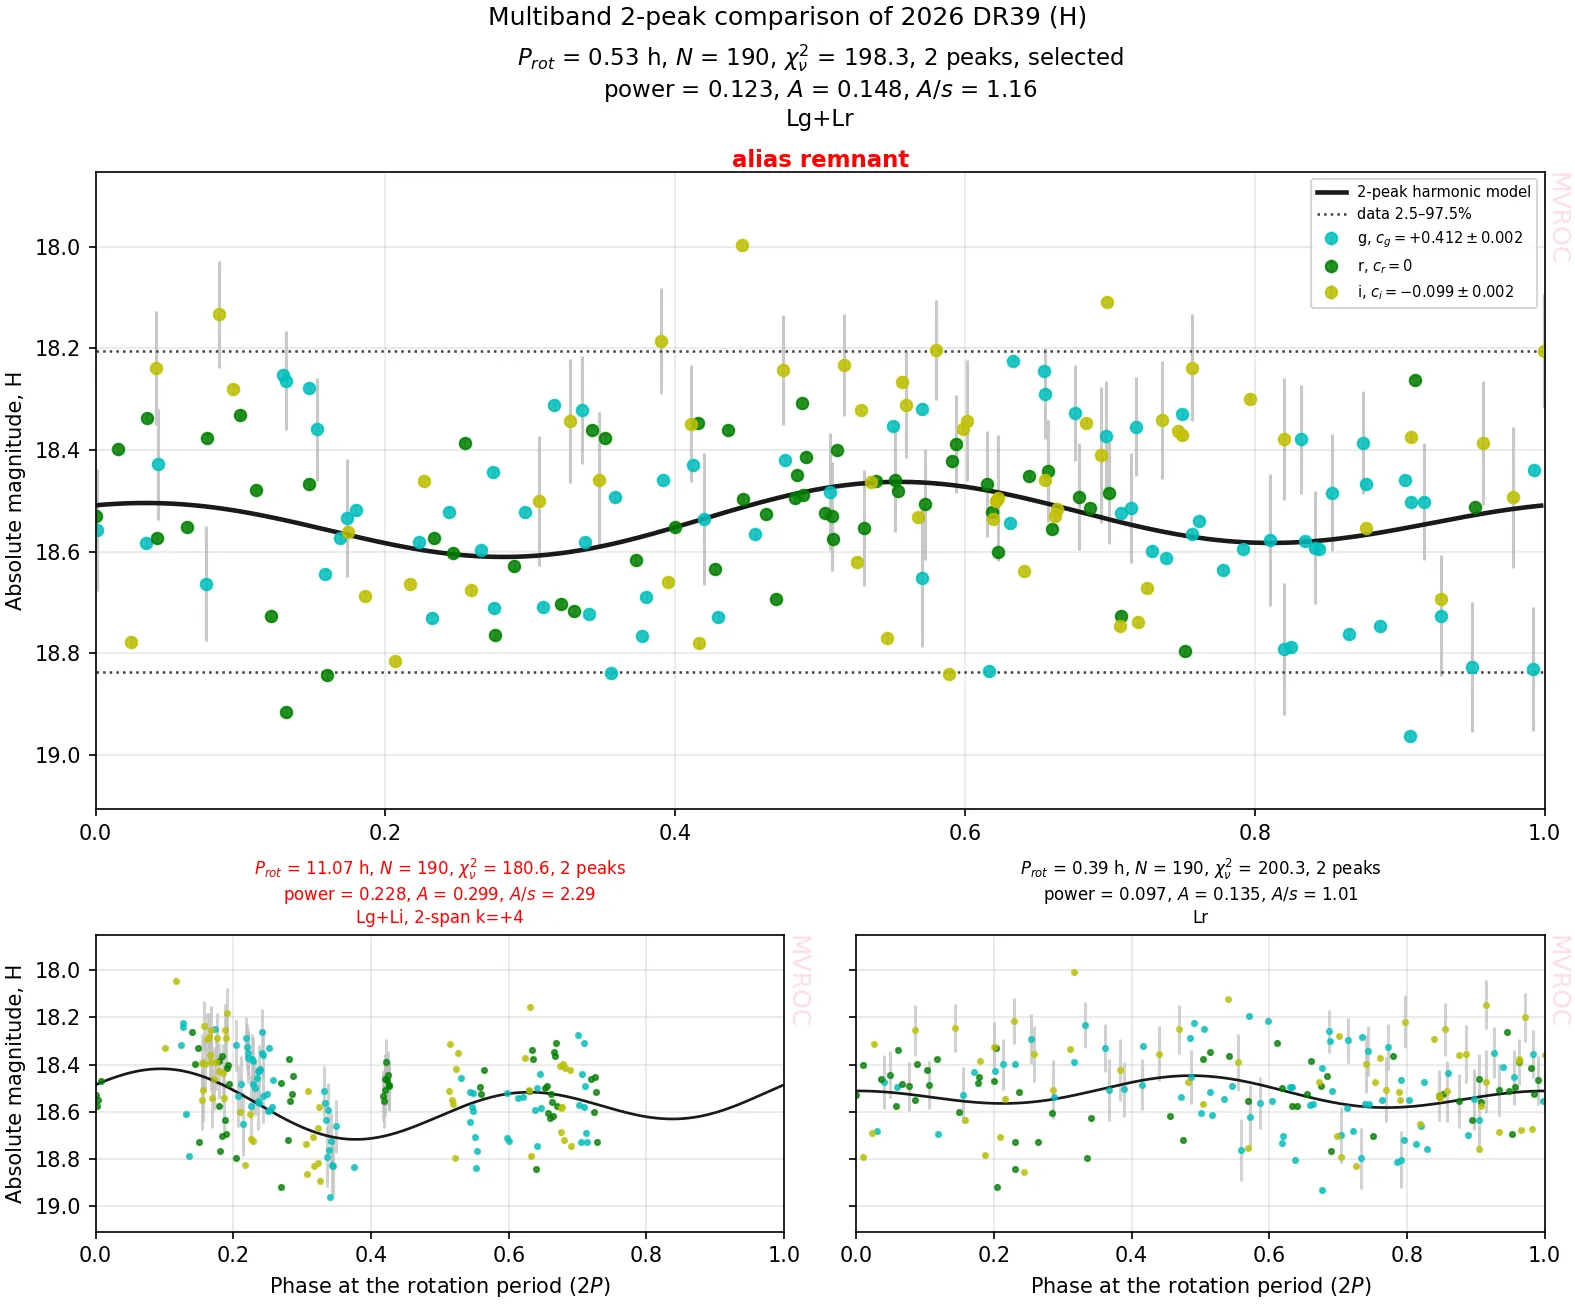 Multiband 2-peak comparison of 2026 DR39 (H)
P_rot = 0.53 h, N = 190, χ²_ν = 198.3, 2 peaks, selected
power = 0.123, A = 0.148, A/s = 1.16
Lg+Lr
alias remnant
2-peak harmonic model
data 2.5–97.5%
g, c_g = +0.412 ± 0.002
r, c_r = 0
i, c_i = −0.099 ± 0.002
MVROC
Absolute magnitude, H
18.0
18.2
18.4
18.6
18.8
19.0
0.0 0.2 0.4 0.6 0.8 1.0
P_rot = 11.07 h, N = 190, χ²_ν = 180.6, 2 peaks
power = 0.228, A = 0.299, A/s = 2.29
Lg+Li, 2-span k=+4
MVROC
Absolute magnitude, H
18.0
18.2
18.4
18.6
18.8
19.0
0.0 0.2 0.4 0.6 0.8 1.0
Phase at the rotation period (2P)
P_rot = 0.39 h, N = 190, χ²_ν = 200.3, 2 peaks
power = 0.097, A = 0.135, A/s = 1.01
Lr
MVROC
0.0 0.2 0.4 0.6 0.8 1.0
Phase at the rotation period (2P)